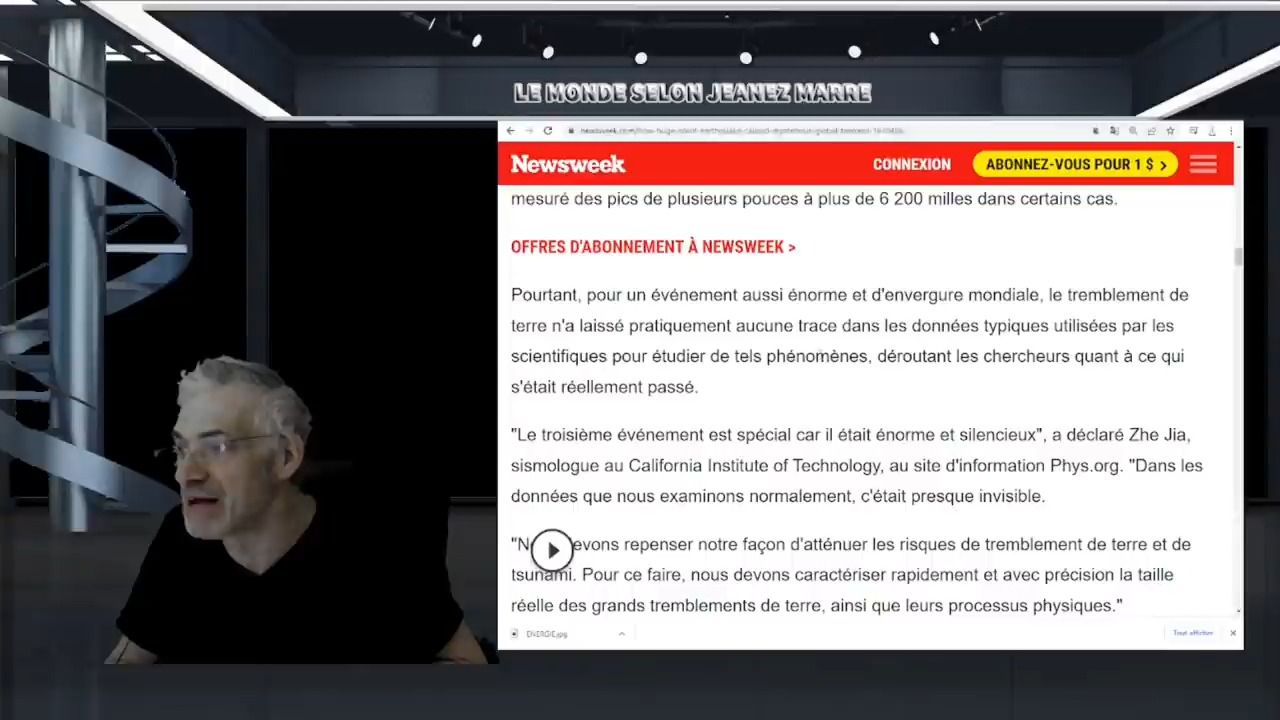 LE MONDE SELON JEANEZ MARRE
Newsweek
CONNEXION
ABONNEZ-VOUS POUR 1 $ >
mesuré des pics de plusieurs pouces à plus de 6 200 milles dans certains cas.
OFFRES D'ABONNEMENT À NEWSWEEK >
Pourtant, pour un événement aussi énorme et d'envergure mondiale, le tremblement de
terre n'a laissé pratiquement aucune trace dans les données typiques utilisées par les
scientifiques pour étudier de tels phénomènes, déroutant les chercheurs quant à ce qui
s'était réellement passé.
"Le troisième événement est spécial car il était énorme et silencieux", a déclaré Zhe Jia,
sismologue au California Institute of Technology, au site d'information Phys.org. "Dans les
données que nous examinons normalement, c'était presque invisible.
"N evons repenser notre façon d'atténuer les risques de tremblement de terre et de
tsunami. Pour ce faire, nous devons caractériser rapidement et avec précision la taille
réelle des grands tremblements de terre, ainsi que leurs processus physiques."
ENERGIE.jpg
Tout afficher